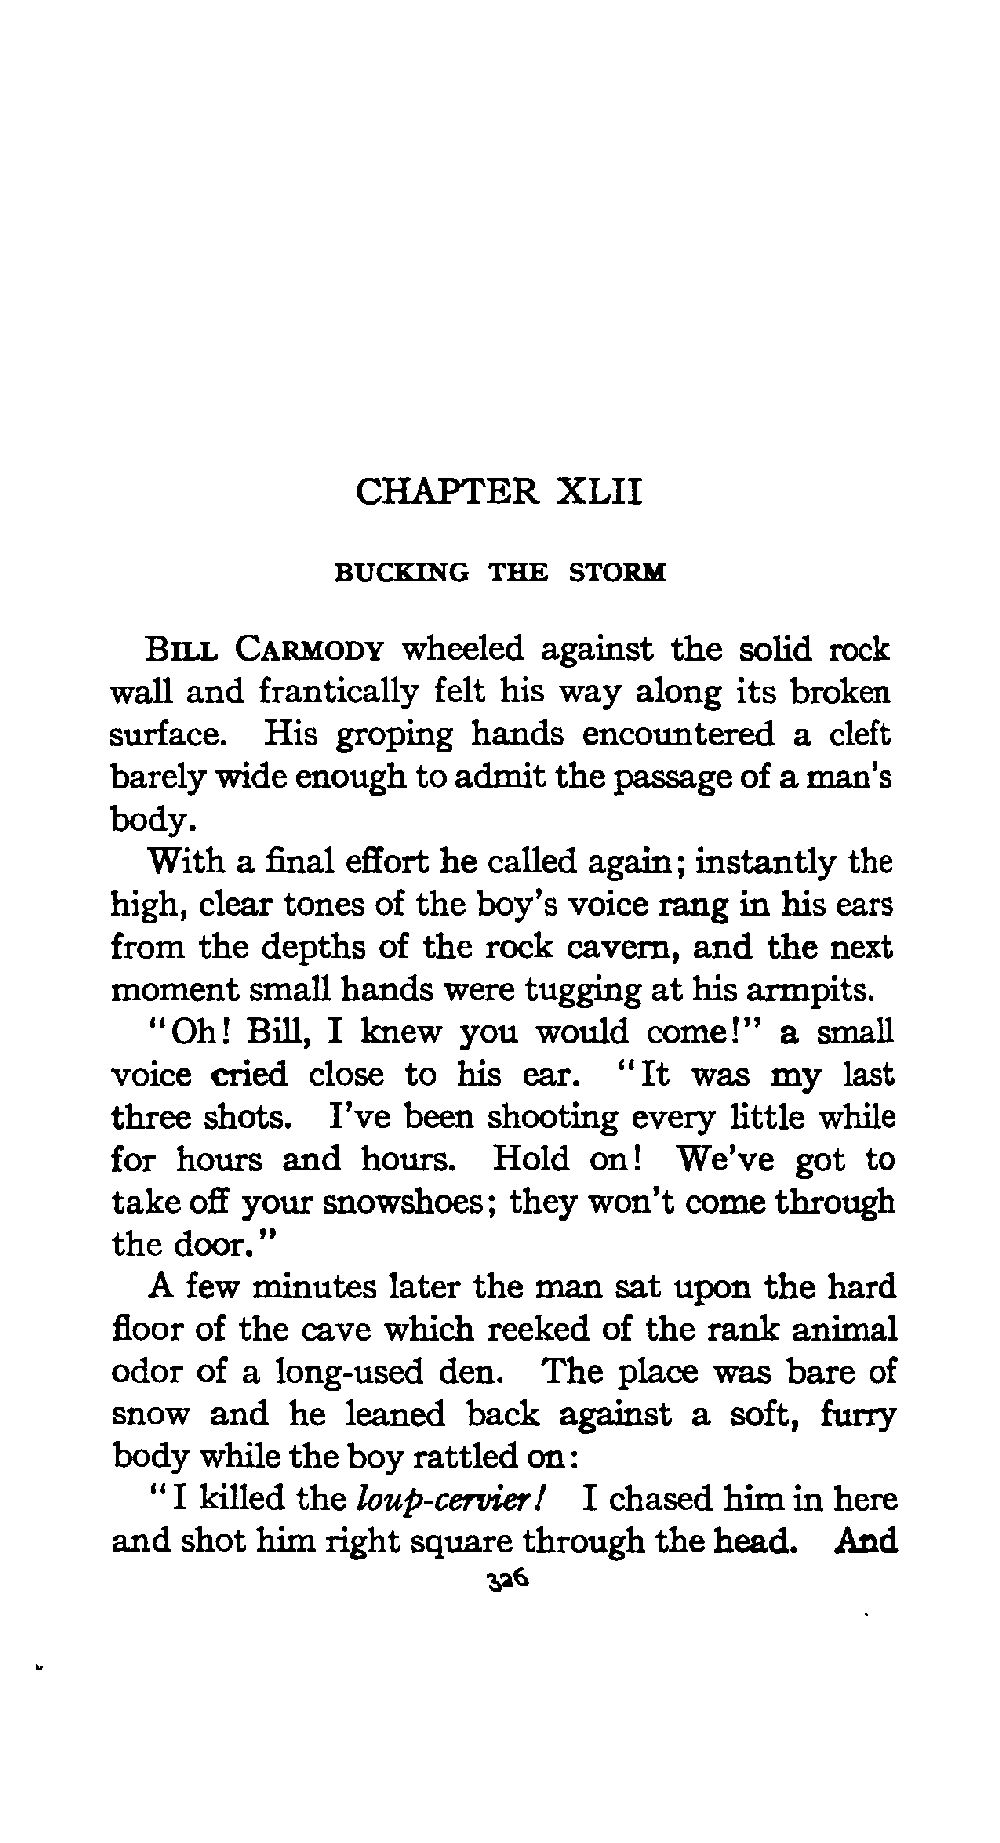 CHAPTER XLII
BUCKING THE STORM
BILL CARMODY wheeled against the solid rock
wall and frantically felt his way along its broken
surface. His groping hands encountered a cleft
barely wide enough to admit the passage of a man's
body.
With a final effort he called again; instantly the
high, clear tones of the boy's voice rang in his ears
from the depths of the rock cavern, and the next
moment small hands were tugging at his armpits.
"Oh! Bill, I knew you would come!" a small
voice cried close to his ear. "It was my last
three shots. I've been shooting every little while
for hours and hours. Hold on! We've got to
take off your snowshoes; they won't come through
the door."
A few minutes later the man sat upon the hard
floor of the cave which reeked of the rank animal
odor of a long-used den. The place was bare of
snow and he leaned back against a soft, furry
body while the boy rattled on:
"I killed the loup-cervier! I chased him in here
and shot him right square through the head. And
326